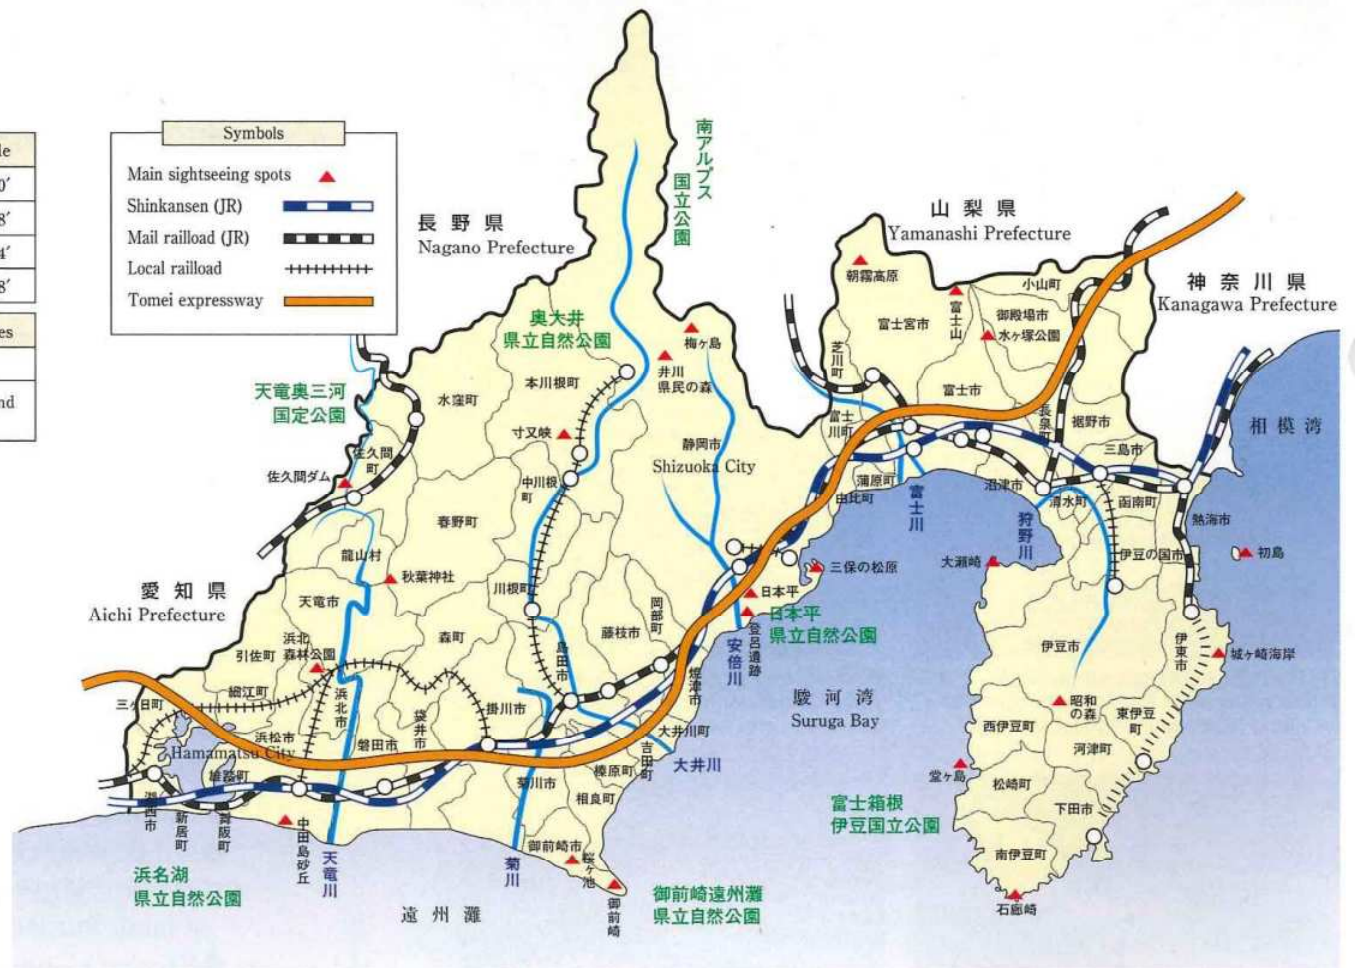 le
0′
8′
4′
8′
es
nd
Symbols
Main sightseeing spots
Shinkansen (JR)
Mail railload (JR)
Local railload
Tomei expressway
長野県
Nagano Prefecture
南アルプス
国立公園
山梨県
Yamanashi Prefecture
神奈川県
Kanagawa Prefecture
愛知県
Aichi Prefecture
奥大井
県立自然公園
天竜奥三河
国定公園
梅ヶ島
井川
県民の森
本川根町
水窪町
寸又峡
佐久間
町
佐久間ダム
中川根
町
静岡市
Shizuoka City
春野町
龍山村
秋葉神社
天竜市
川根町
岡部町
藤枝市
森町
島田市
浜北
森林公園
引佐町
細江町
三ヶ日町
浜北市
袋井市
掛川市
磐田市
浜松市
Hamamatsu City
雄踏町
湖西市
新居町
舞阪町
中田島砂丘
天竜川
菊川
菊川市
榛原町
相良町
吉田町
大井川町
大井川
焼津市
御前崎市
桜ヶ池
御前崎
浜名湖
県立自然公園
遠州灘
御前崎遠州灘
県立自然公園
安倍川
登呂遺跡
日本平
日本平
県立自然公園
三保の松原
駿河湾
Suruga Bay
朝霧高原
富士宮市
富士山
小山町
御殿場市
水ヶ塚公園
芝川町
富士
川町
富士市
長泉町
裾野市
三島市
蒲原町
由比町
富士川
沼津市
清水町
函南町
狩野川
熱海市
相模湾
初島
大瀬崎
伊豆の国市
伊豆市
伊東市
城ヶ崎海岸
昭和
の森
西伊豆町
東伊豆
町
河津町
堂ヶ島
松崎町
下田市
富士箱根
伊豆国立公園
南伊豆町
石廊崎